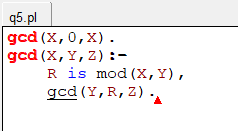 q5.pl
gcd(X,0,X).
gcd(X,Y,Z):-
    R is mod(X,Y),
    gcd(Y,R,Z).